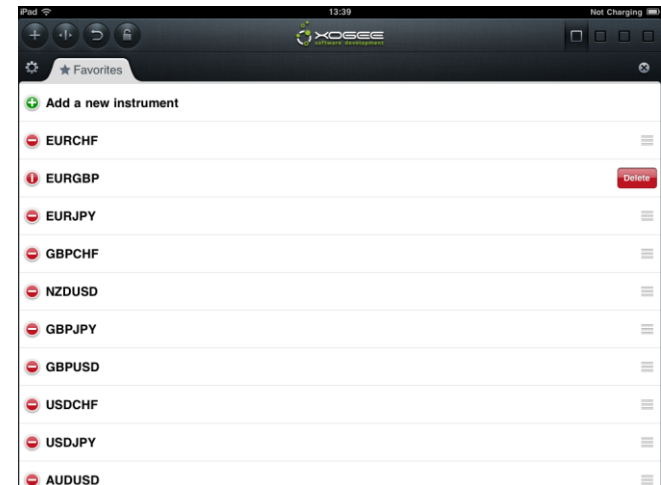 iPad 13:39 Not Charging
XOGEE
software development
Favorites
Add a new instrument
EURCHF
EURGBP Delete
EURJPY
GBPCHF
NZDUSD
GBPJPY
GBPUSD
USDCHF
USDJPY
AUDUSD